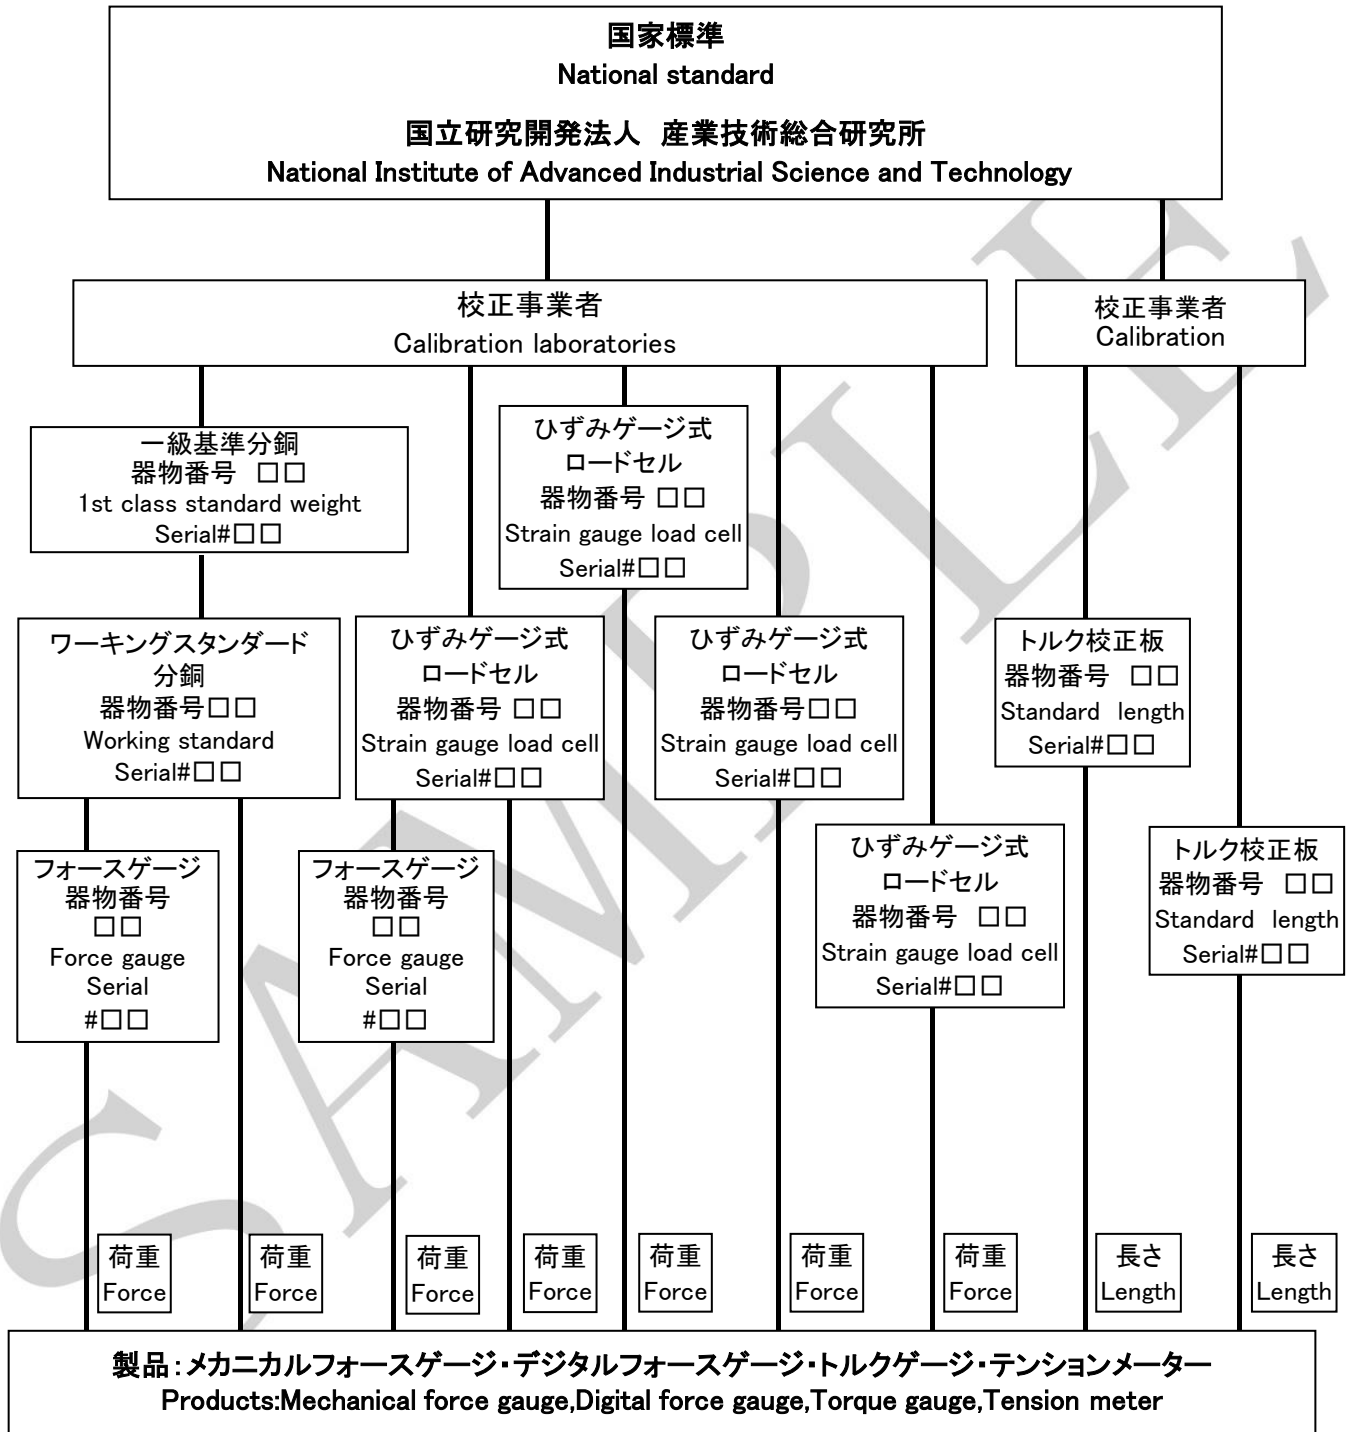 国家標準
National standard
国立研究開発法人 産業技術総合研究所
National Institute of Advanced Industrial Science and Technology
校正事業者
Calibration laboratories
校正事業者
Calibration
一級基準分銅
器物番号 □□
1st class standard weight
Serial#□□
ひずみゲージ式
ロードセル
器物番号 □□
Strain gauge load cell
Serial#□□
ワーキングスタンダード
分銅
器物番号□□
Working standard
Serial#□□
ひずみゲージ式
ロードセル
器物番号 □□
Strain gauge load cell
Serial#□□
ひずみゲージ式
ロードセル
器物番号□□
Strain gauge load cell
Serial#□□
トルク校正板
器物番号 □□
Standard length
Serial#□□
フォースゲージ
器物番号
□□
Force gauge
Serial
#□□
フォースゲージ
器物番号
□□
Force gauge
Serial
#□□
ひずみゲージ式
ロードセル
器物番号 □□
Strain gauge load cell
Serial#□□
トルク校正板
器物番号 □□
Standard length
Serial#□□
荷重
Force
荷重
Force
荷重
Force
荷重
Force
荷重
Force
荷重
Force
荷重
Force
長さ
Length
長さ
Length
製品:メカニカルフォースゲージ・デジタルフォースゲージ・トルクゲージ・テンションメーター
Products:Mechanical force gauge,Digital force gauge,Torque gauge,Tension meter
SAMPLE